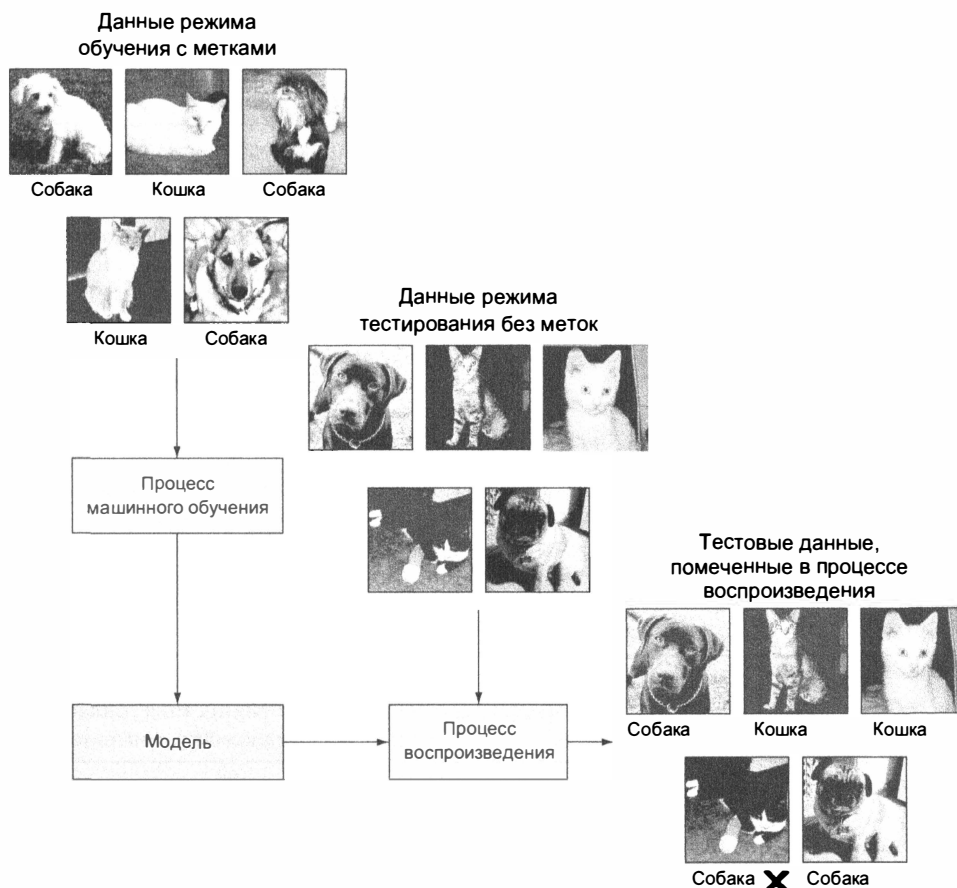 Данные режима
обучения с метками
Собака
Кошка
Собака
Кошка
Собака
Данные режима
тестирования без меток
Процесс
машинного обучения
Тестовые данные,
помеченные в процессе
воспроизведения
Модель
Процесс
воспроизведения
Собака
Кошка
Кошка
Собака
Собака